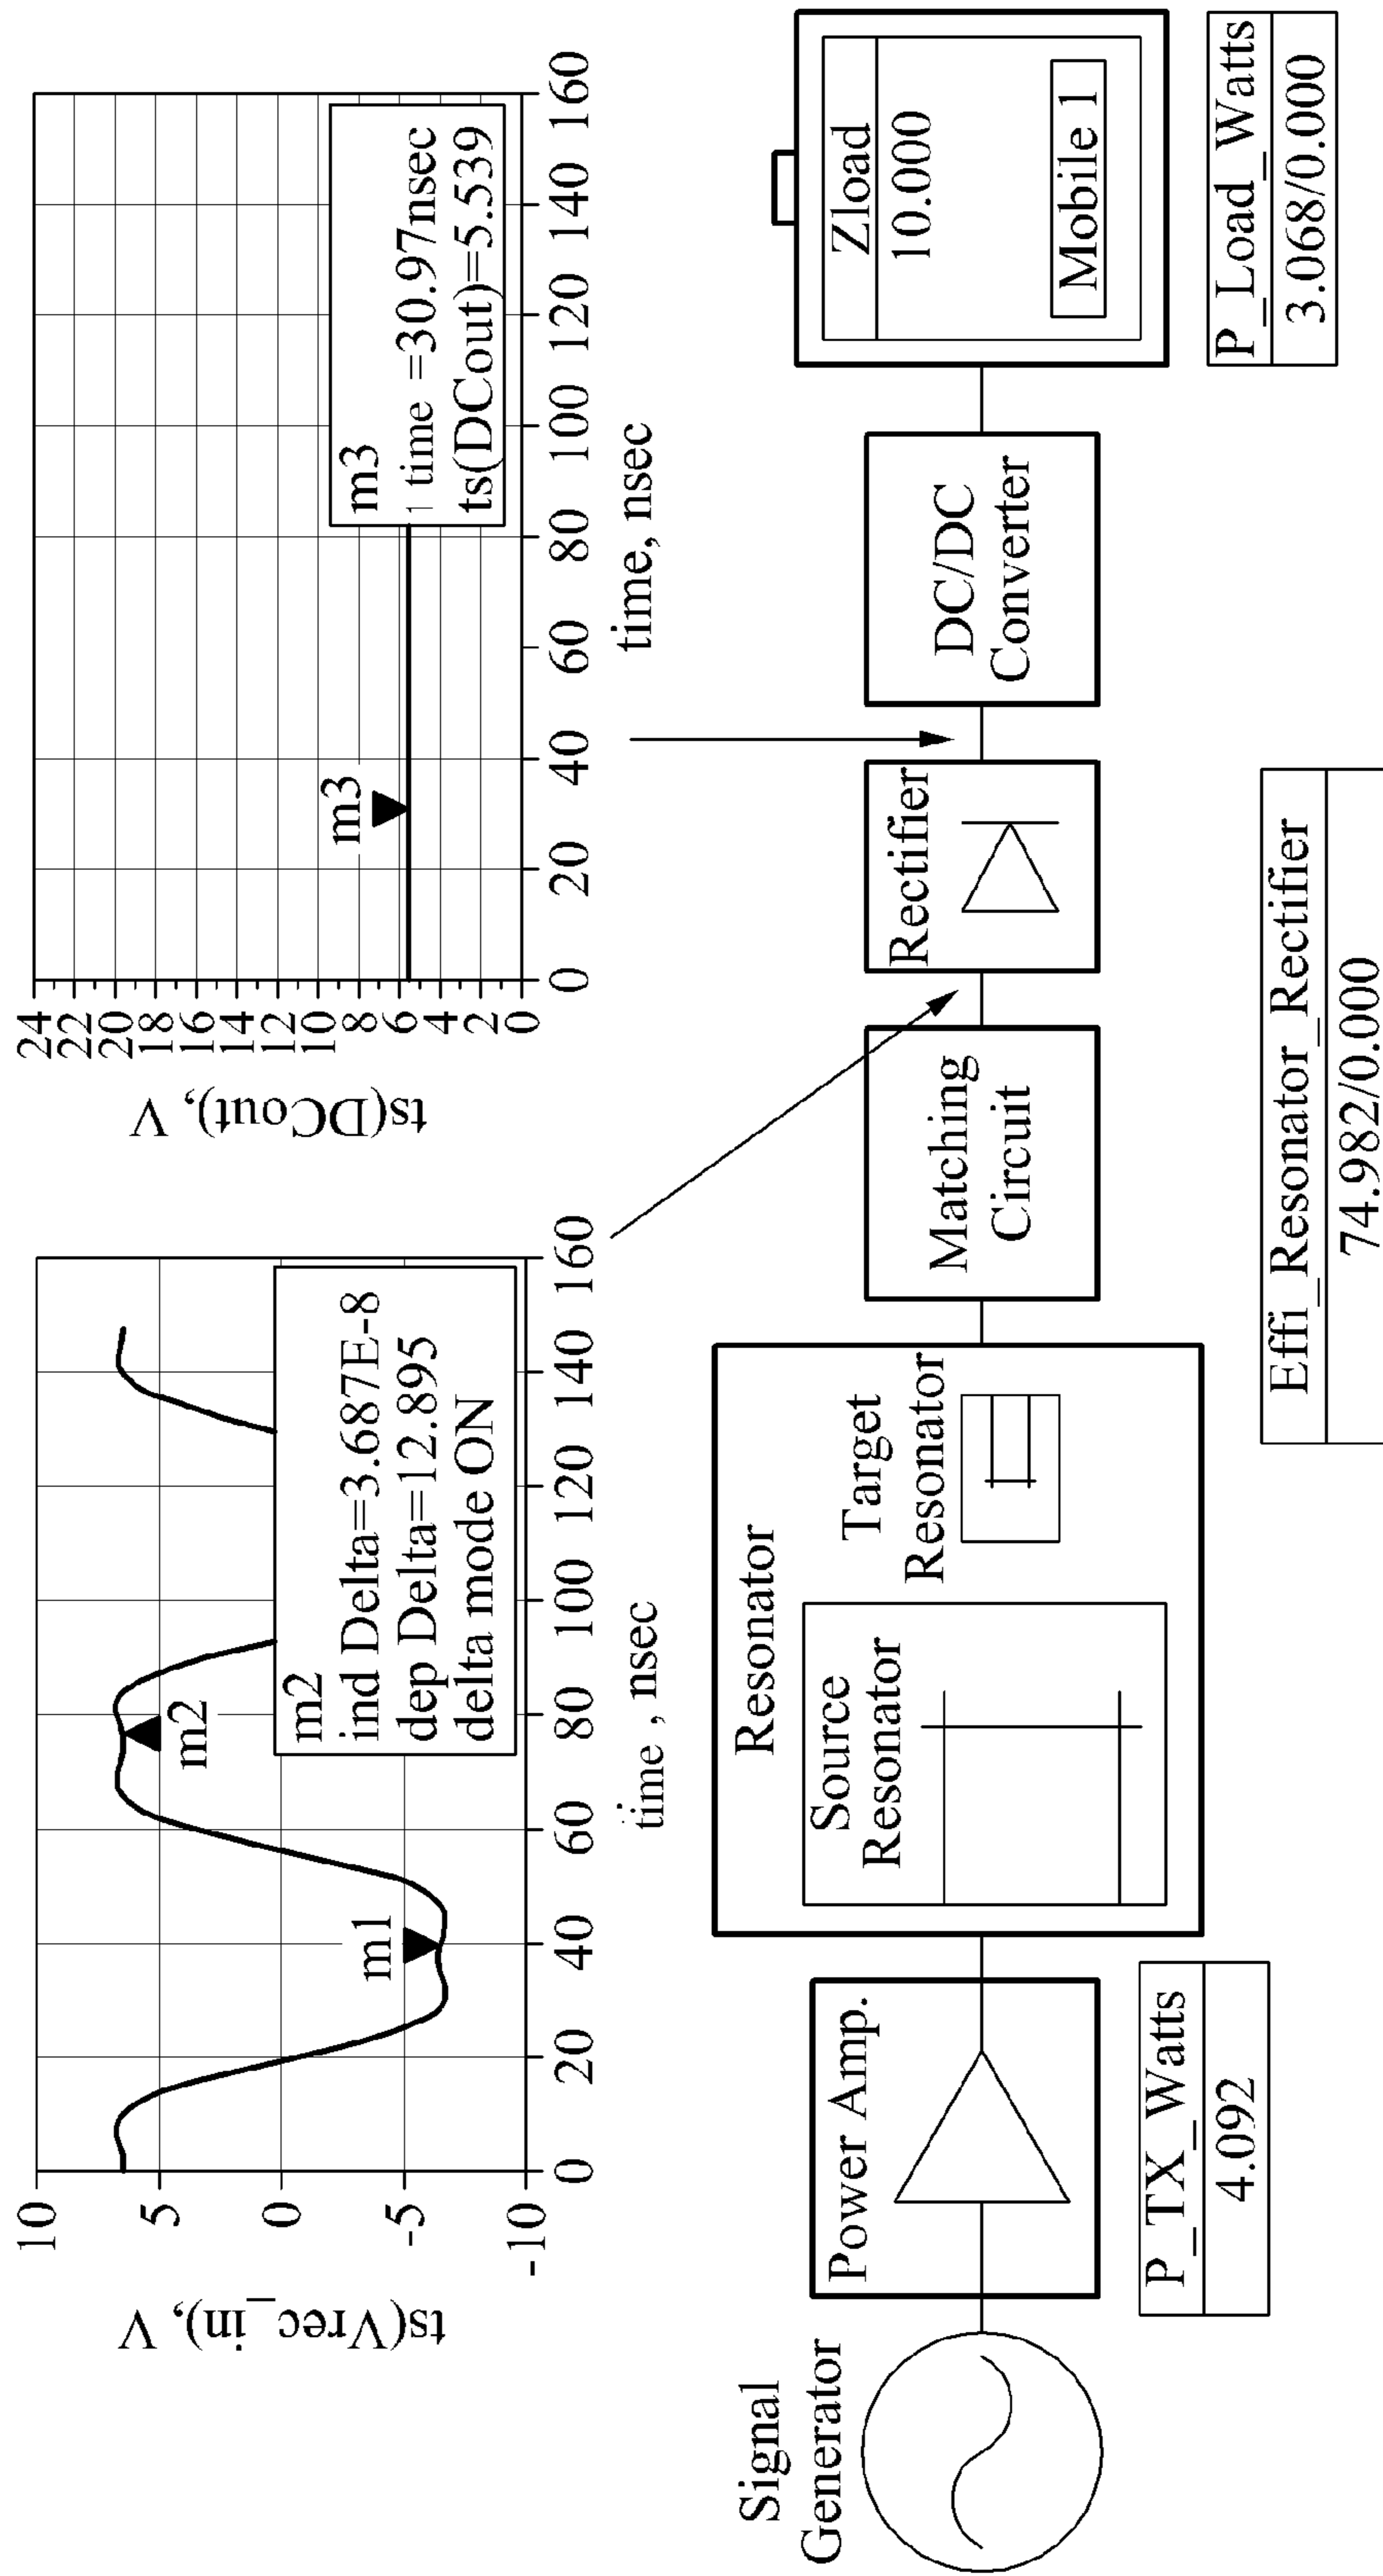 ts(Vrec_in), V
10
5
0
-5
-10
m1
m2
m2
ind Delta=3.687E-8
dep Delta=12.895
delta mode ON
0
20
40
60
80
100
120
140
160
time , nsec
ts(DCout), V
24
22
20
18
16
14
12
10
8
6
4
2
0
m3
m3
time =30.97nsec
ts(DCout)=5.539
0
20
40
60
80
100
120
140
160
time, nsec
Signal
Generator
Power Amp.
P_TX_Watts
4.092
Resonator
Source
Resonator
Target
Resonator
Matching
Circuit
Rectifier
Effi_Resonator_Rectifier
74.982/0.000
DC/DC
Converter
Zload
10.000
Mobile 1
P_Load_Watts
3.068/0.000